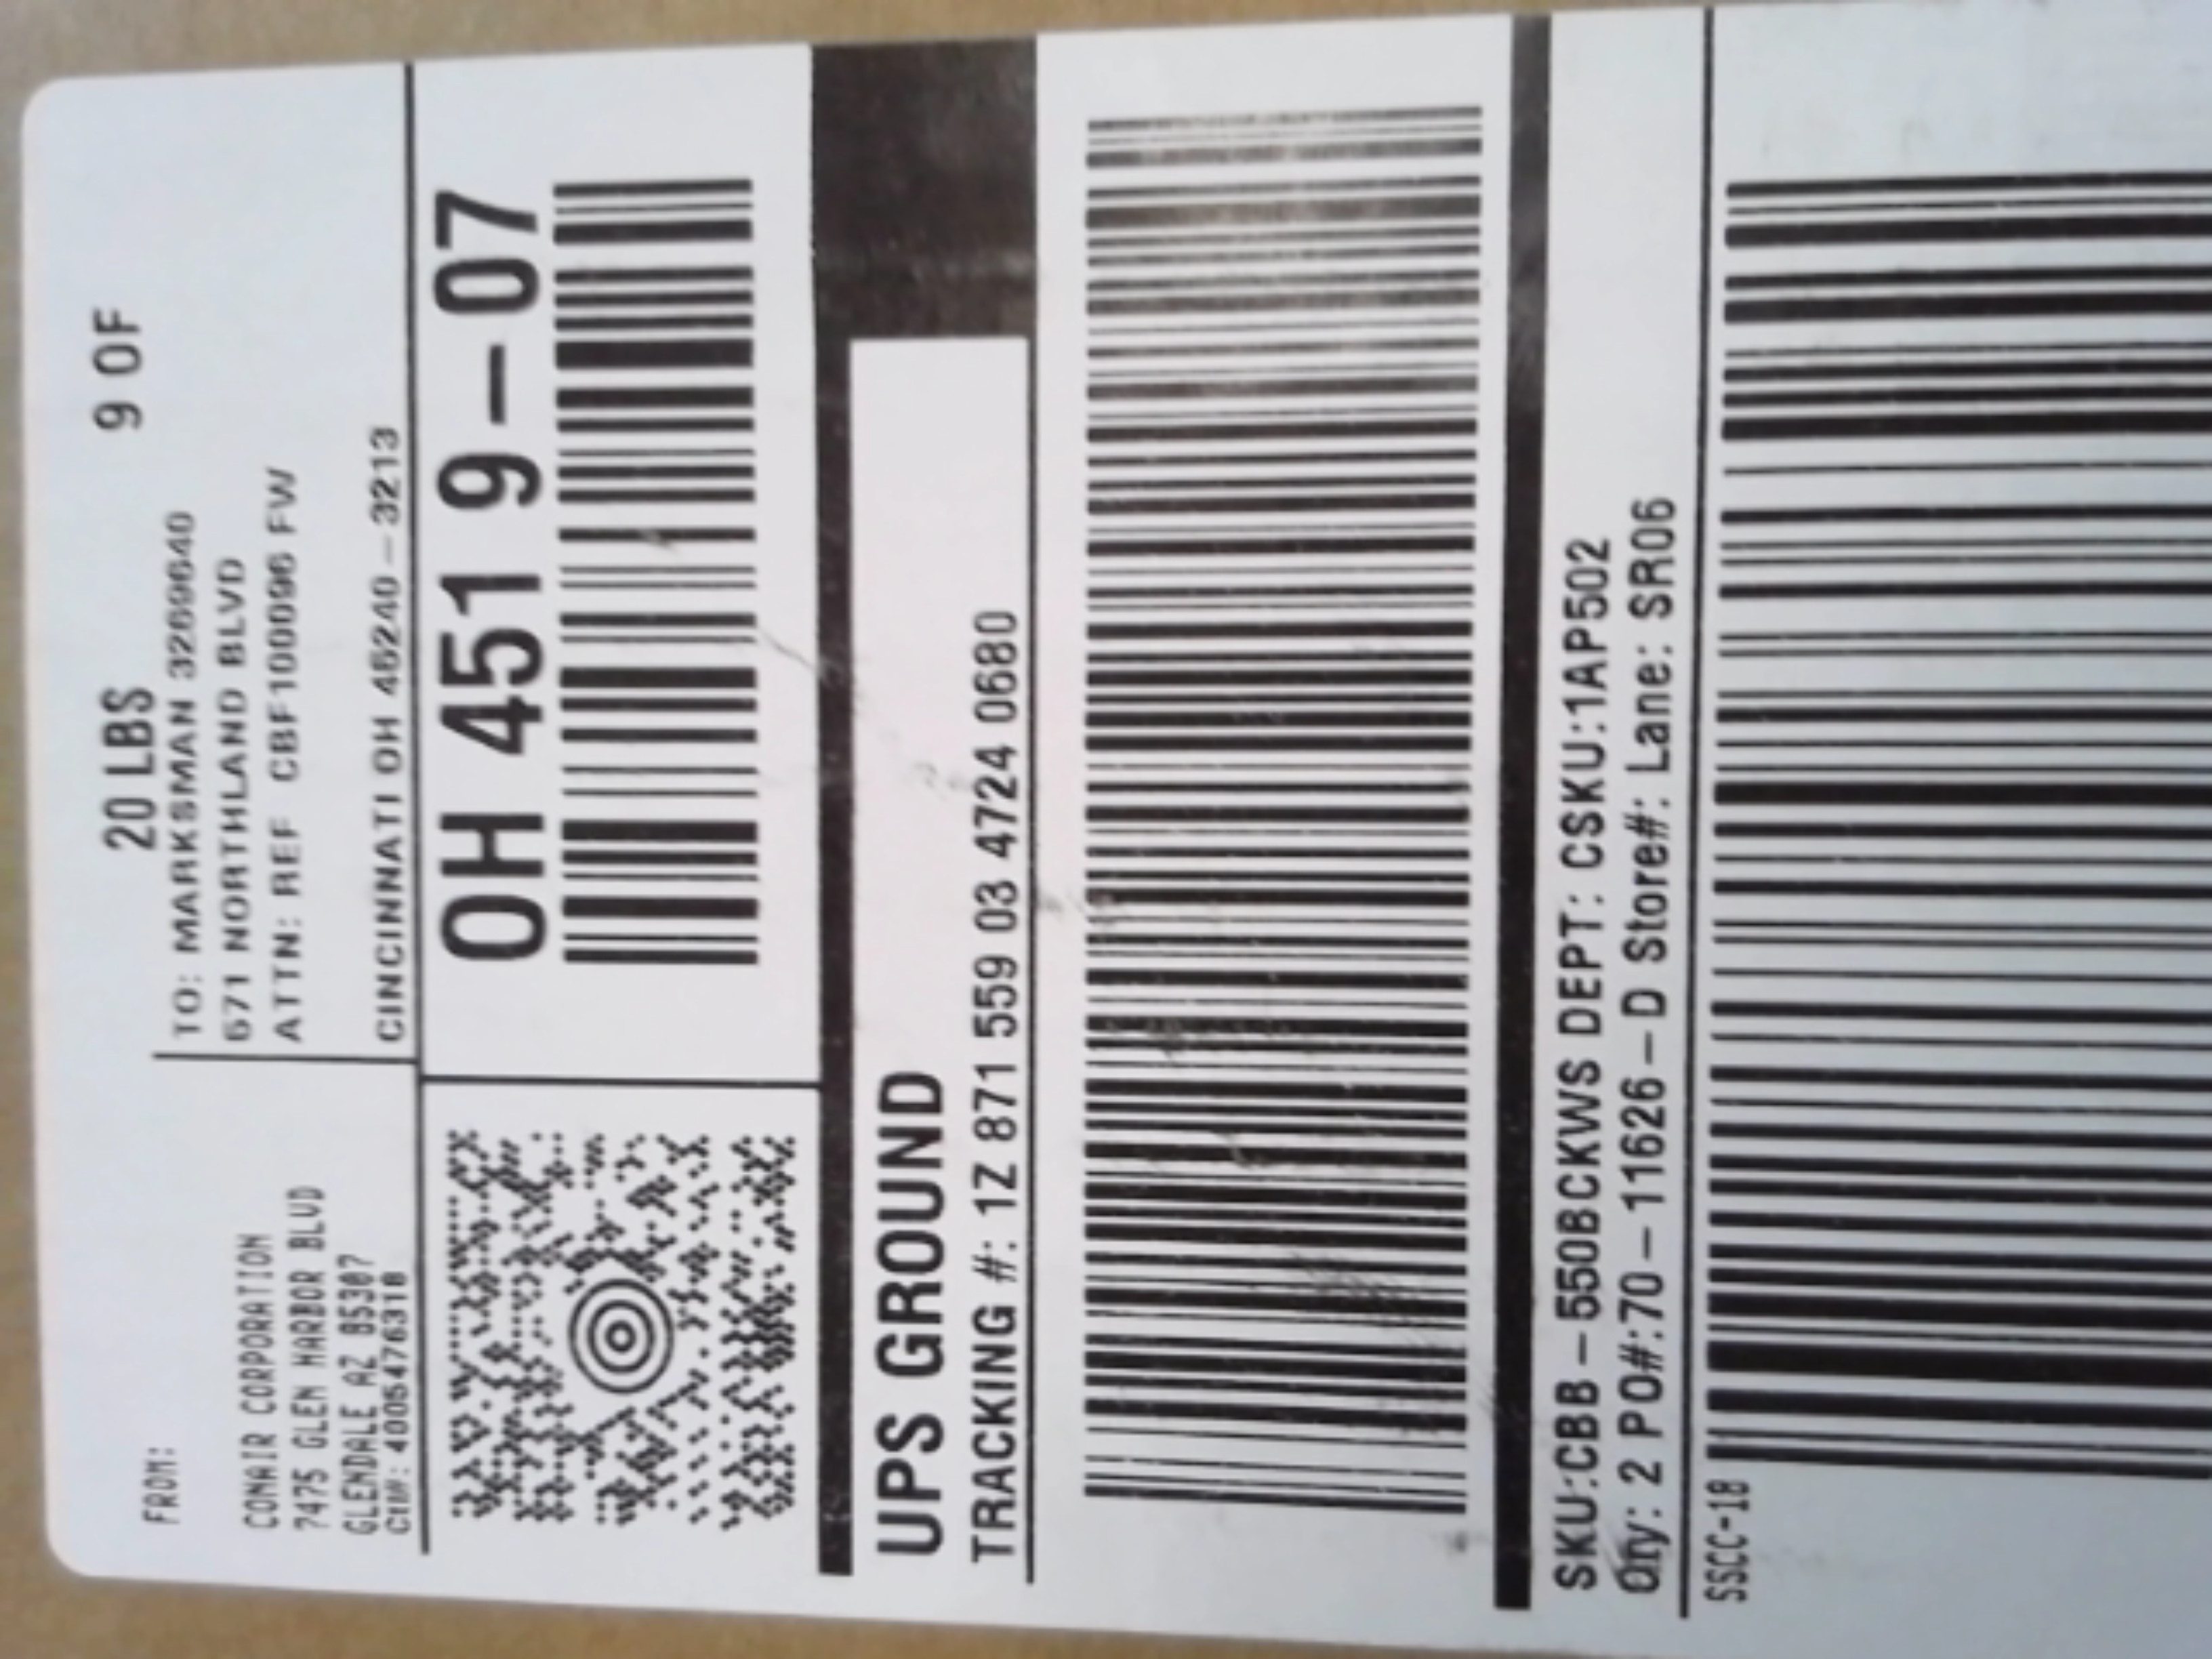 20 LBS 9 OF
FROM:
CONAIR CORPORATION
7475 GLEN HARBOR BLVD
GLENDALE AZ 85307
4005476318
TO: MARKSMAN 32696640
671 NORTHLAND BLVD
ATTN: REF CBF100096 FW
CINCINNATI OH 45240-3213
OH 451 9-07
UPS GROUND
TRACKING #: 1Z 871 559 03 4724 0680
SKU:CBB-550BCKWS DEPT: CSKU:1AP502
Qty: 2 PO#:70-11626-D Store#: Lane: SR06
SSCC-18